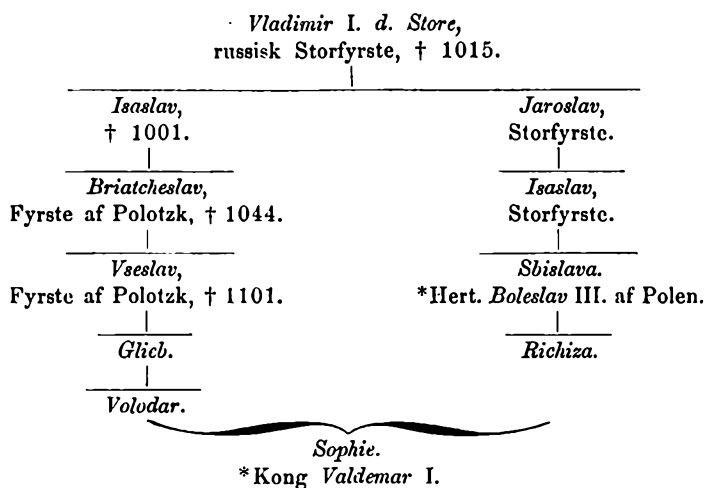 Vladimir I. d. Store,
russisk Storfyrste, † 1015.
Isaslav,
† 1001.
Jaroslav,
Storfyrste.
Briatcheslav,
Fyrste af Polotzk, † 1044.
Isaslav,
Storfyrste.
Vseslav,
Fyrste af Polotzk, † 1101.
Sbislava.
*Hert. Boleslav III. af Polen.
Glieb.
Richiza.
Volodar.
Sophie.
*Kong Valdemar I.